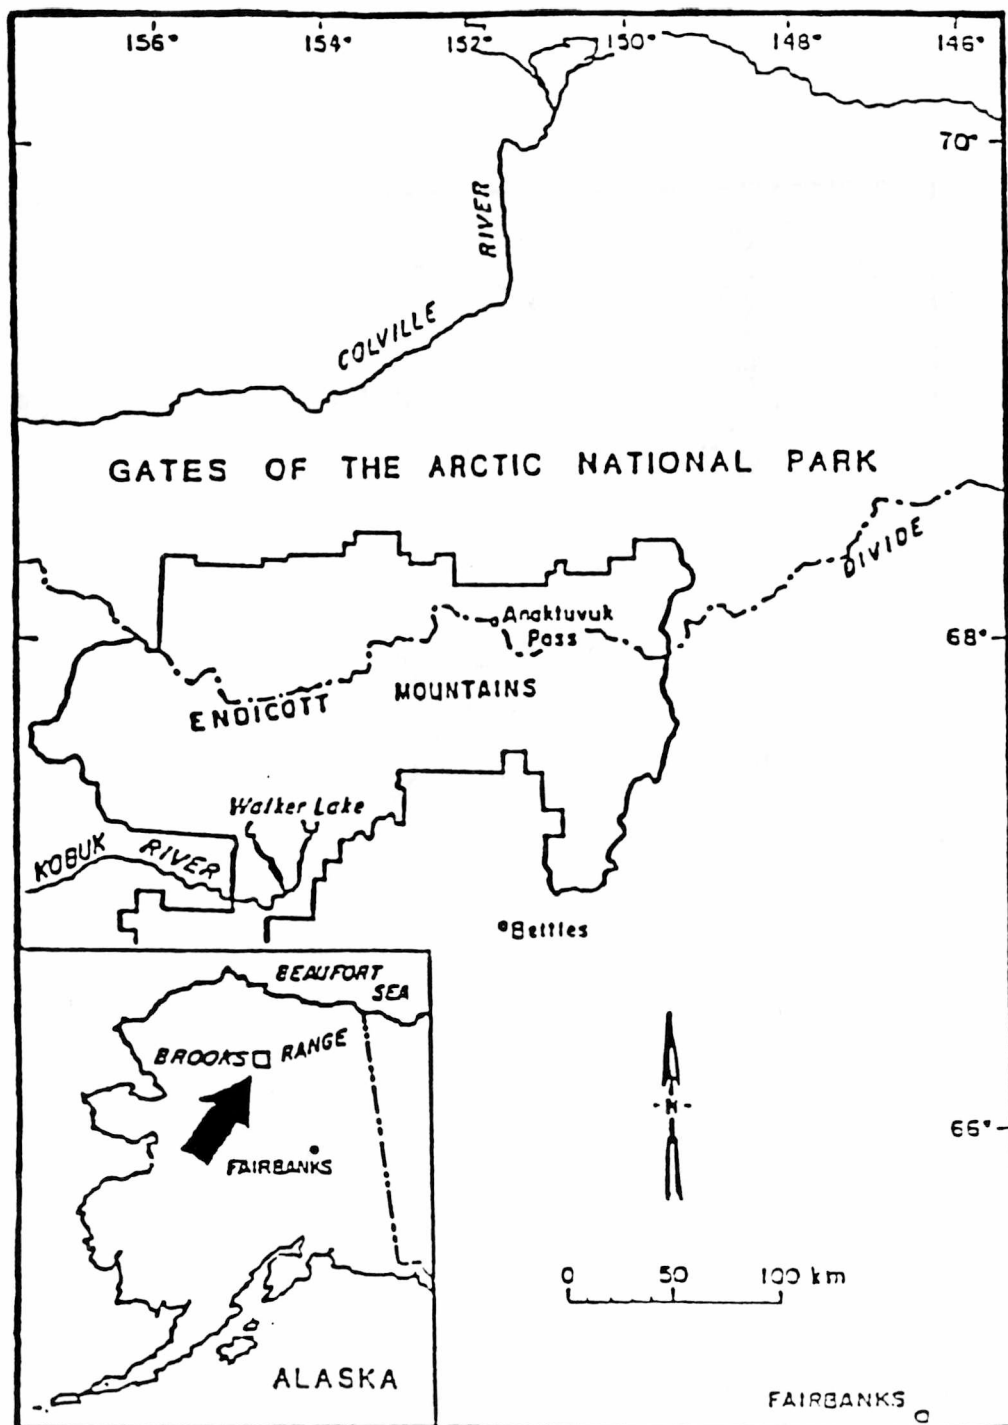 156° 154° 152° 150° 148° 146°
70°
COLVILLE RIVER
GATES OF THE ARCTIC NATIONAL PARK
DIVIDE
Anaktuvuk
Pass
68°
ENDICOTT MOUNTAINS
Walker Lake
KOBUK RIVER
Bettles
BEAUFORT
SEA
BROOKS RANGE
N
66°
FAIRBANKS
0 50 100 km
ALASKA
FAIRBANKS